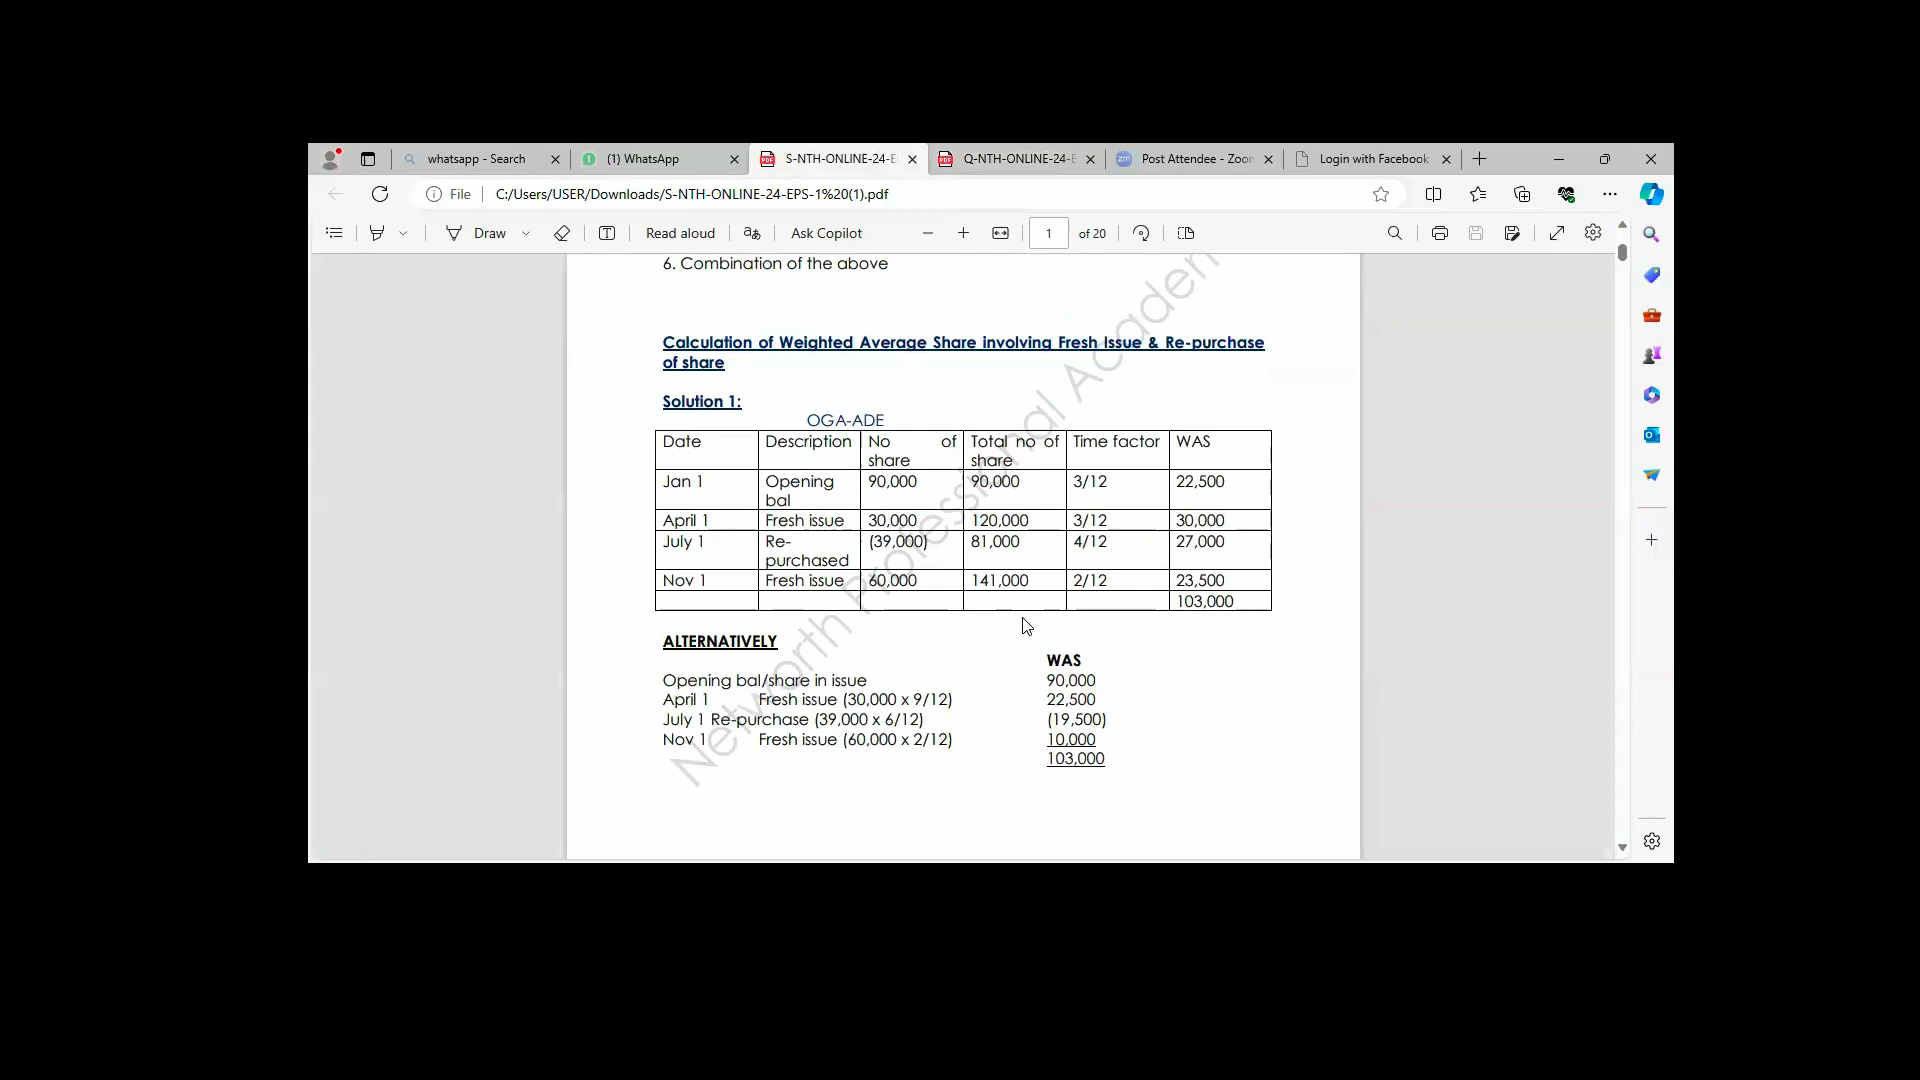 whatsapp - Search
(1) WhatsApp
S-NTH-ONLINE-24-E
Q-NTH-ONLINE-24-E
Post Attendee - Zoor
Login with Facebook
File C:/Users/USER/Downloads/S-NTH-ONLINE-24-EPS-1%20(1).pdf
Draw
Read aloud
Ask Copilot
1 of 20
6. Combination of the above
Calculation of Weighted Average Share involving Fresh Issue & Re-purchase
of share
Solution 1:
OGA-ADE
Date Description No of share Total no of share Time factor WAS
Jan 1 Opening bal 90,000 90,000 3/12 22,500
April 1 Fresh issue 30,000 120,000 3/12 30,000
July 1 Re-purchased (39,000) 81,000 4/12 27,000
Nov 1 Fresh issue 60,000 141,000 2/12 23,500
103,000
ALTERNATIVELY
WAS
Opening bal/share in issue 90,000
April 1 Fresh issue (30,000 x 9/12) 22,500
July 1 Re-purchase (39,000 x 6/12) (19,500)
Nov 1 Fresh issue (60,000 x 2/12) 10,000
103,000
Networth Professional Academ